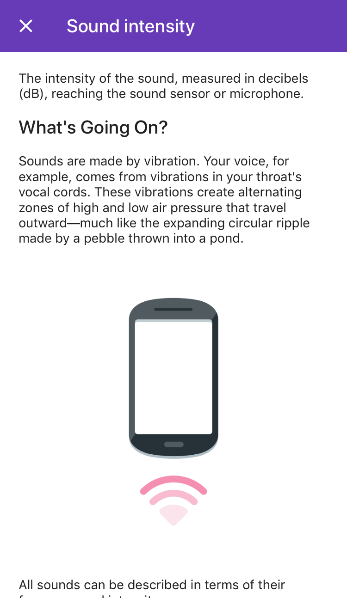 Sound intensity
The intensity of the sound, measured in decibels
(dB), reaching the sound sensor or microphone.
What's Going On?
Sounds are made by vibration. Your voice, for
example, comes from vibrations in your throat's
vocal cords. These vibrations create alternating
zones of high and low air pressure that travel
outward—much like the expanding circular ripple
made by a pebble thrown into a pond.
All sounds can be described in terms of their